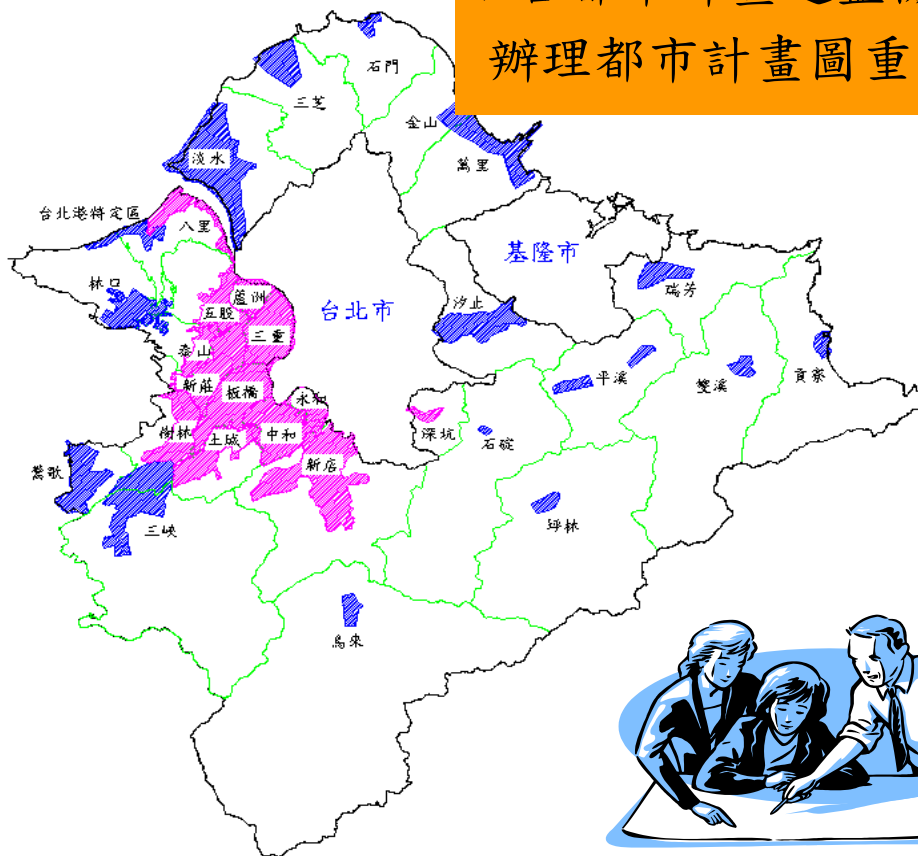 辦理都市計畫圖重
石門
三芝
金山
淡水
萬里
台北港特定區
八里
基隆市
林口
瑞芳
蘆洲
汐止
台北市
五股
三重
泰山
平溪
雙溪
貢寮
新莊
板橋
永和
樹林
土城
中和
深坑
石碇
新店
鶯歌
三峽
坪林
烏來